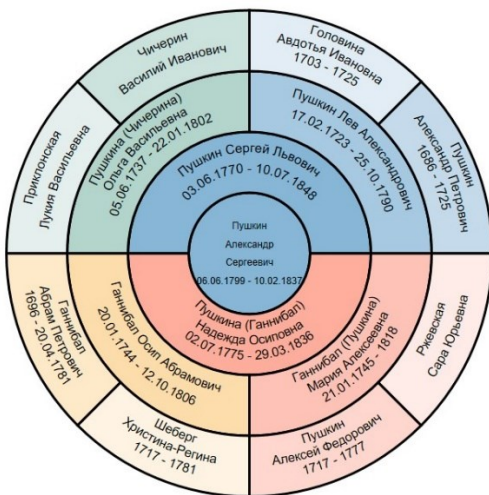 Чичерин
Василий Иванович
Головина
Авдотья Ивановна
1703 - 1725
Приклонская
Лукия Васильевна
Пушкина (Чичерина)
Ольга Васильевна
05.06.1737 - 22.01.1802
Пушкин Лев Александрович
17.02.1723 - 25.10.1790
Пушкин
Александр Петрович
1686 - 1725
Пушкин Сергей Львович
03.06.1770 - 10.07.1848
Пушкин
Александр
Сергеевич
06.06.1799 - 10.02.1837
Пушкина (Ганнибал)
Надежда Осиповна
02.07.1775 - 29.03.1836
Ганнибал
Абрам Петрович
1696 - 20.04.1781
Ганнибал Осип Абрамович
20.01.1744 - 12.10.1806
Ганнибал (Пушкина)
Мария Алексеевна
21.01.1745 - 1818
Ржевская
Сара Юрьевна
Шеберг
Христина-Регина
1717 - 1781
Пушкин
Алексей Федорович
1717 - 1777